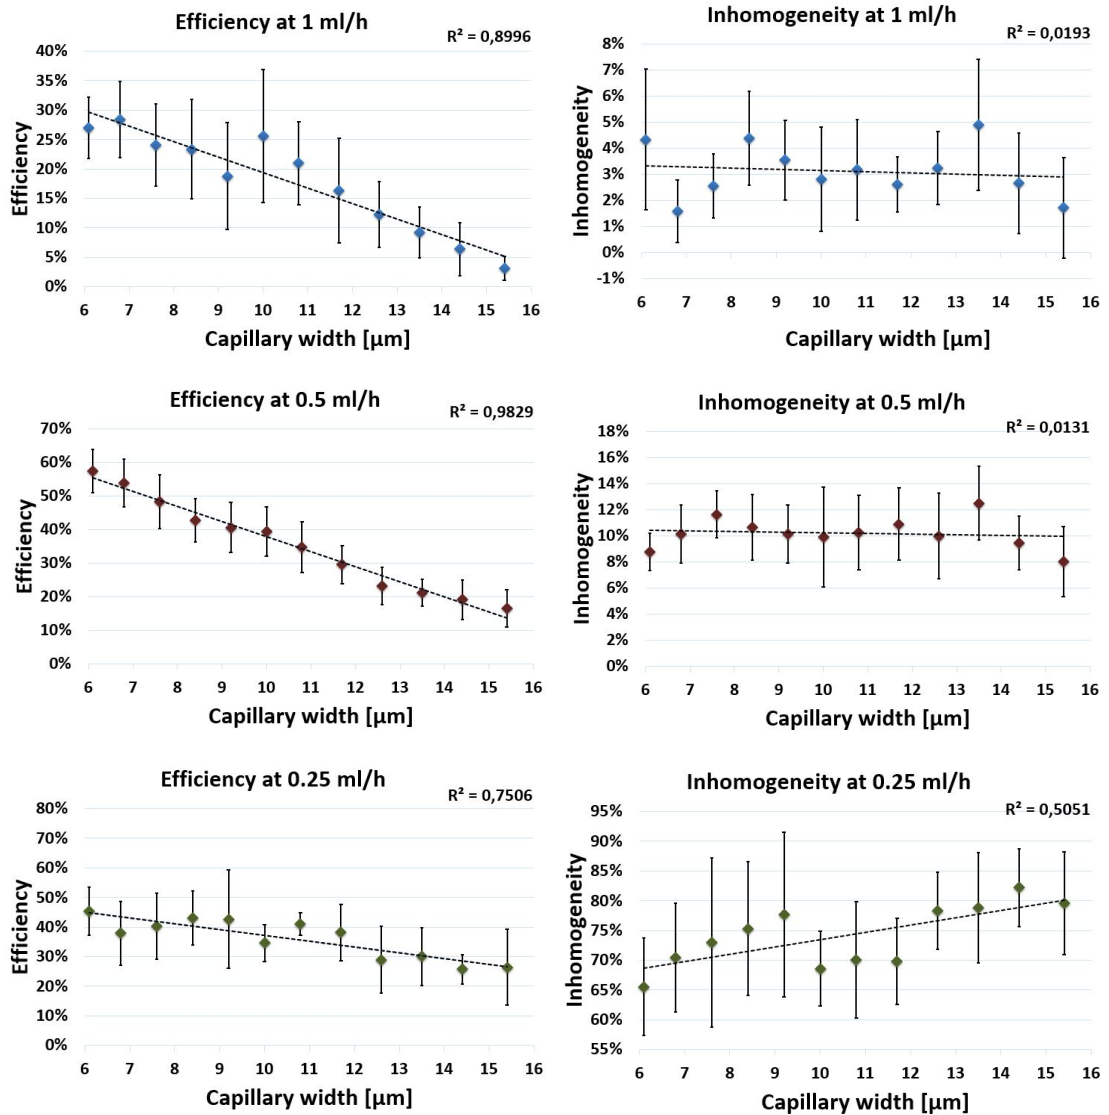 Efficiency at 1 ml/h
R² = 0,8996
40%
35%
30%
25%
20%
15%
10%
5%
0%
Efficiency
6 7 8 9 10 11 12 13 14 15 16
Capillary width [µm]
Inhomogeneity at 1 ml/h
R² = 0,0193
8%
7%
6%
5%
4%
3%
2%
1%
0%
-1%
Inhomogeneity
6 7 8 9 10 11 12 13 14 15 16
Capillary width [µm]
Efficiency at 0.5 ml/h
R² = 0,9829
70%
60%
50%
40%
30%
20%
10%
0%
Efficiency
6 7 8 9 10 11 12 13 14 15 16
Capillary width [µm]
Inhomogeneity at 0.5 ml/h
R² = 0,0131
18%
16%
14%
12%
10%
8%
6%
4%
2%
0%
Inhomogeneity
6 7 8 9 10 11 12 13 14 15 16
Capillary width [µm]
Efficiency at 0.25 ml/h
R² = 0,7506
80%
70%
60%
50%
40%
30%
20%
10%
0%
Efficiency
6 7 8 9 10 11 12 13 14 15 16
Capillary width [µm]
Inhomogeneity at 0.25 ml/h
R² = 0,5051
95%
90%
85%
80%
75%
70%
65%
60%
55%
Inhomogeneity
6 7 8 9 10 11 12 13 14 15 16
Capillary width [µm]